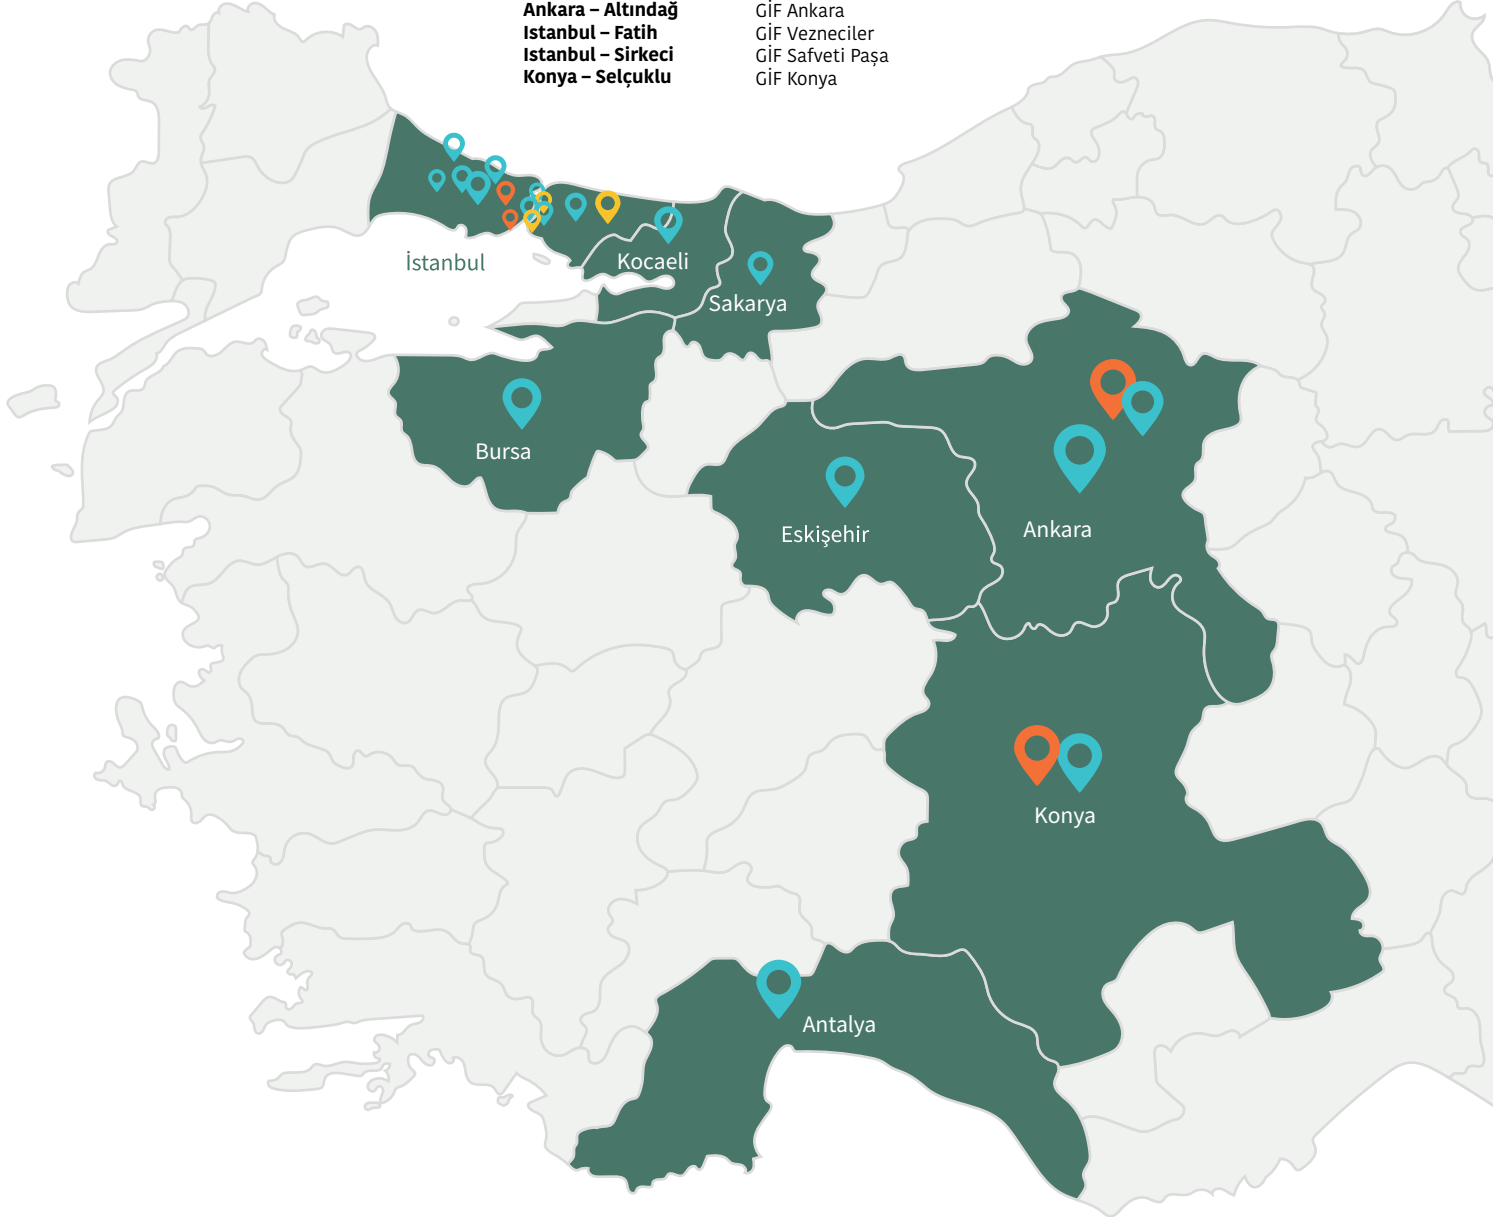 Ankara – Altındağ GİF Ankara
Istanbul – Fatih GİF Vezneciler
Istanbul – Sirkeci GİF Safveti Paşa
Konya – Selçuklu GİF Konya
İstanbul
Kocaeli
Sakarya
Bursa
Eskişehir
Ankara
Konya
Antalya